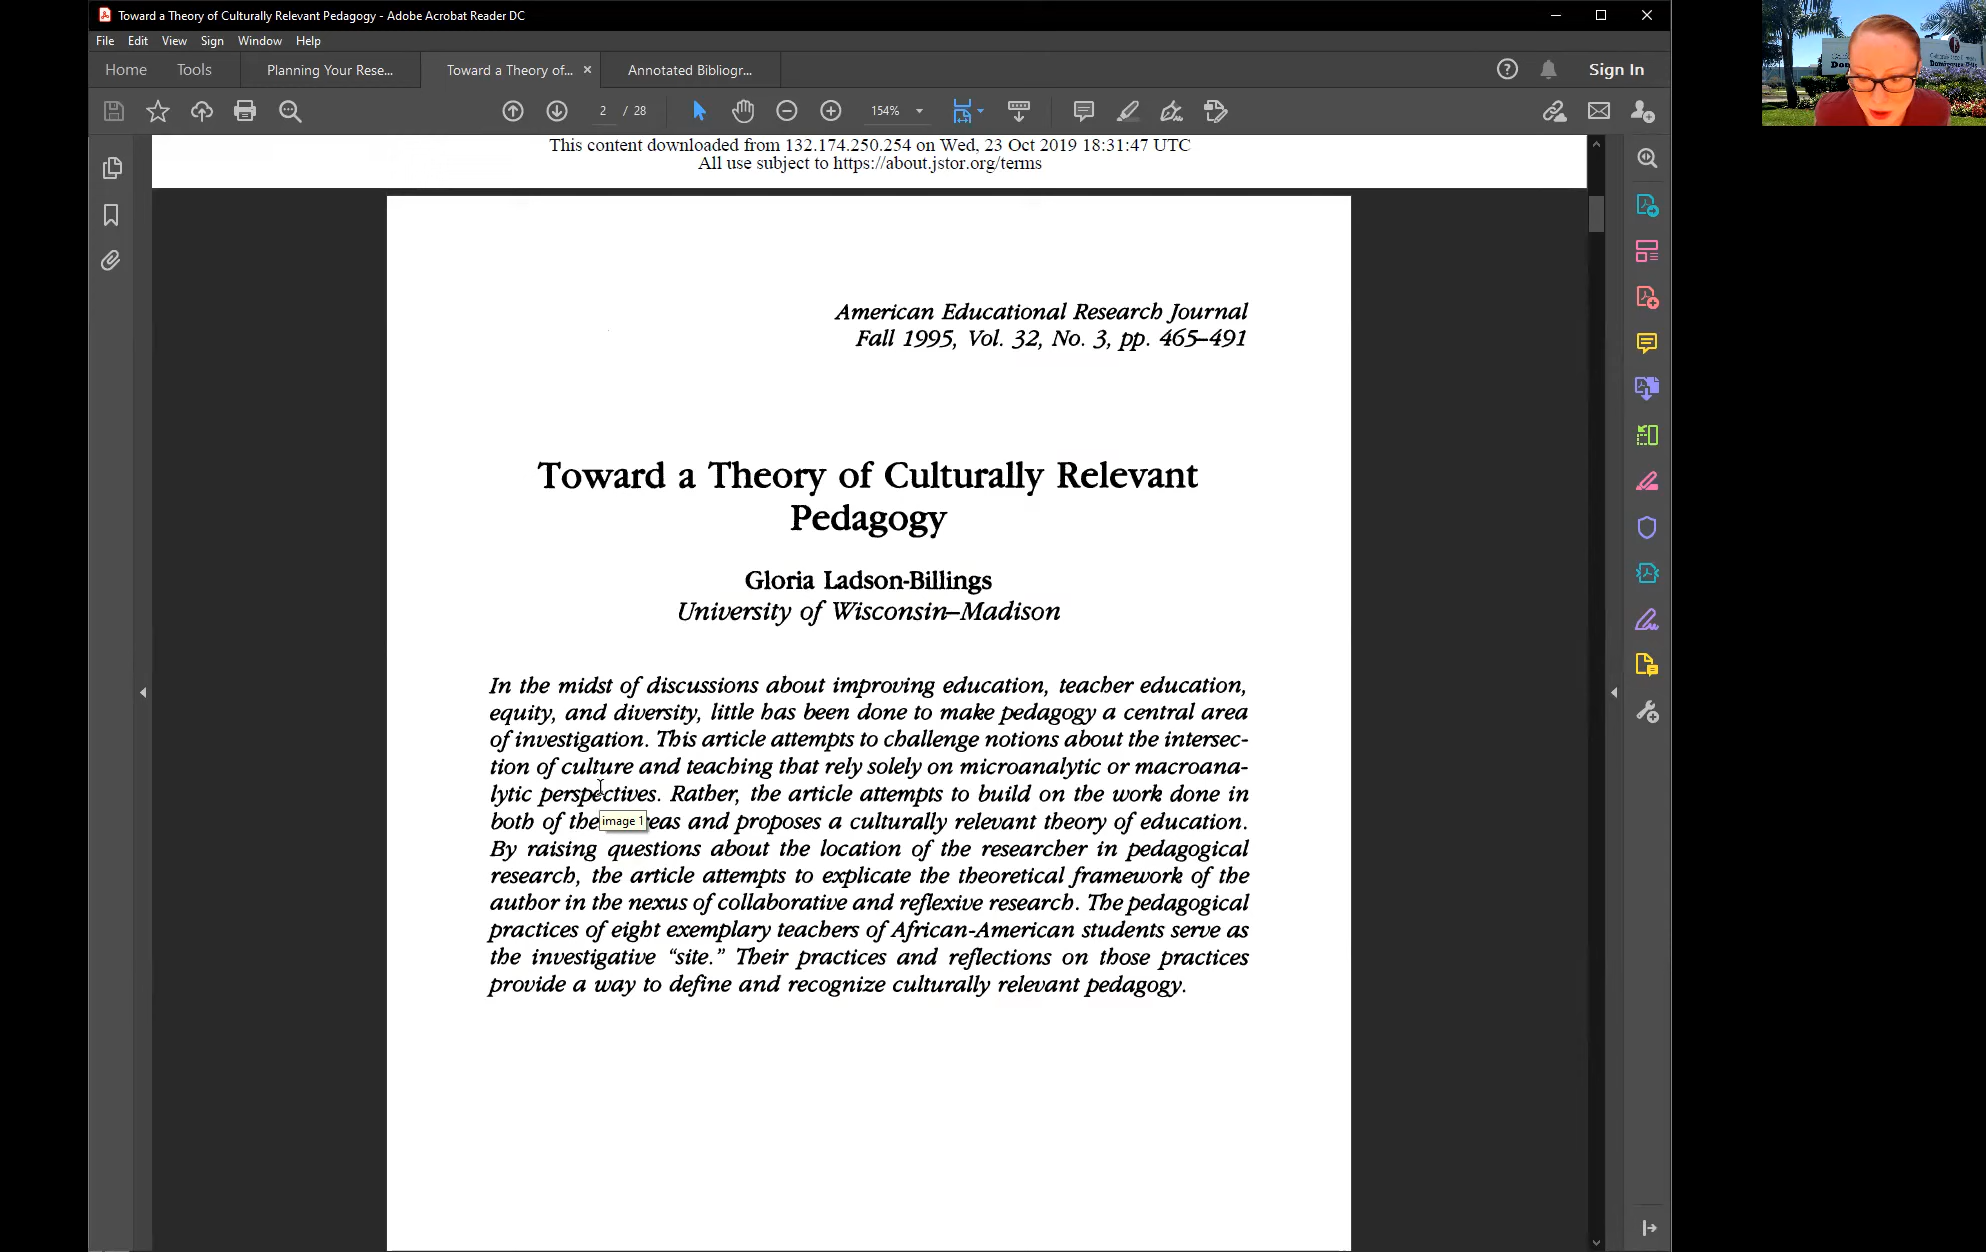 Toward a Theory of Culturally Relevant Pedagogy - Adobe Acrobat Reader DC
File Edit View Sign Window Help
Home Tools Planning Your Rese... Toward a Theory of... × Annotated Bibliogr... Sign In
2 / 28 154%
This content downloaded from 132.174.250.254 on Wed, 23 Oct 2019 18:31:47 UTC
All use subject to https://about.jstor.org/terms
American Educational Research Journal
Fall 1995, Vol. 32, No. 3, pp. 465–491
Toward a Theory of Culturally Relevant
Pedagogy
Gloria Ladson-Billings
University of Wisconsin–Madison
In the midst of discussions about improving education, teacher education,
equity, and diversity, little has been done to make pedagogy a central area
of investigation. This article attempts to challenge notions about the intersec-
tion of culture and teaching that rely solely on microanalytic or macroana-
lytic perspectives. Rather, the article attempts to build on the work done in
both of the image 1 eas and proposes a culturally relevant theory of education.
By raising questions about the location of the researcher in pedagogical
research, the article attempts to explicate the theoretical framework of the
author in the nexus of collaborative and reflexive research. The pedagogical
practices of eight exemplary teachers of African-American students serve as
the investigative “site.” Their practices and reflections on those practices
provide a way to define and recognize culturally relevant pedagogy.